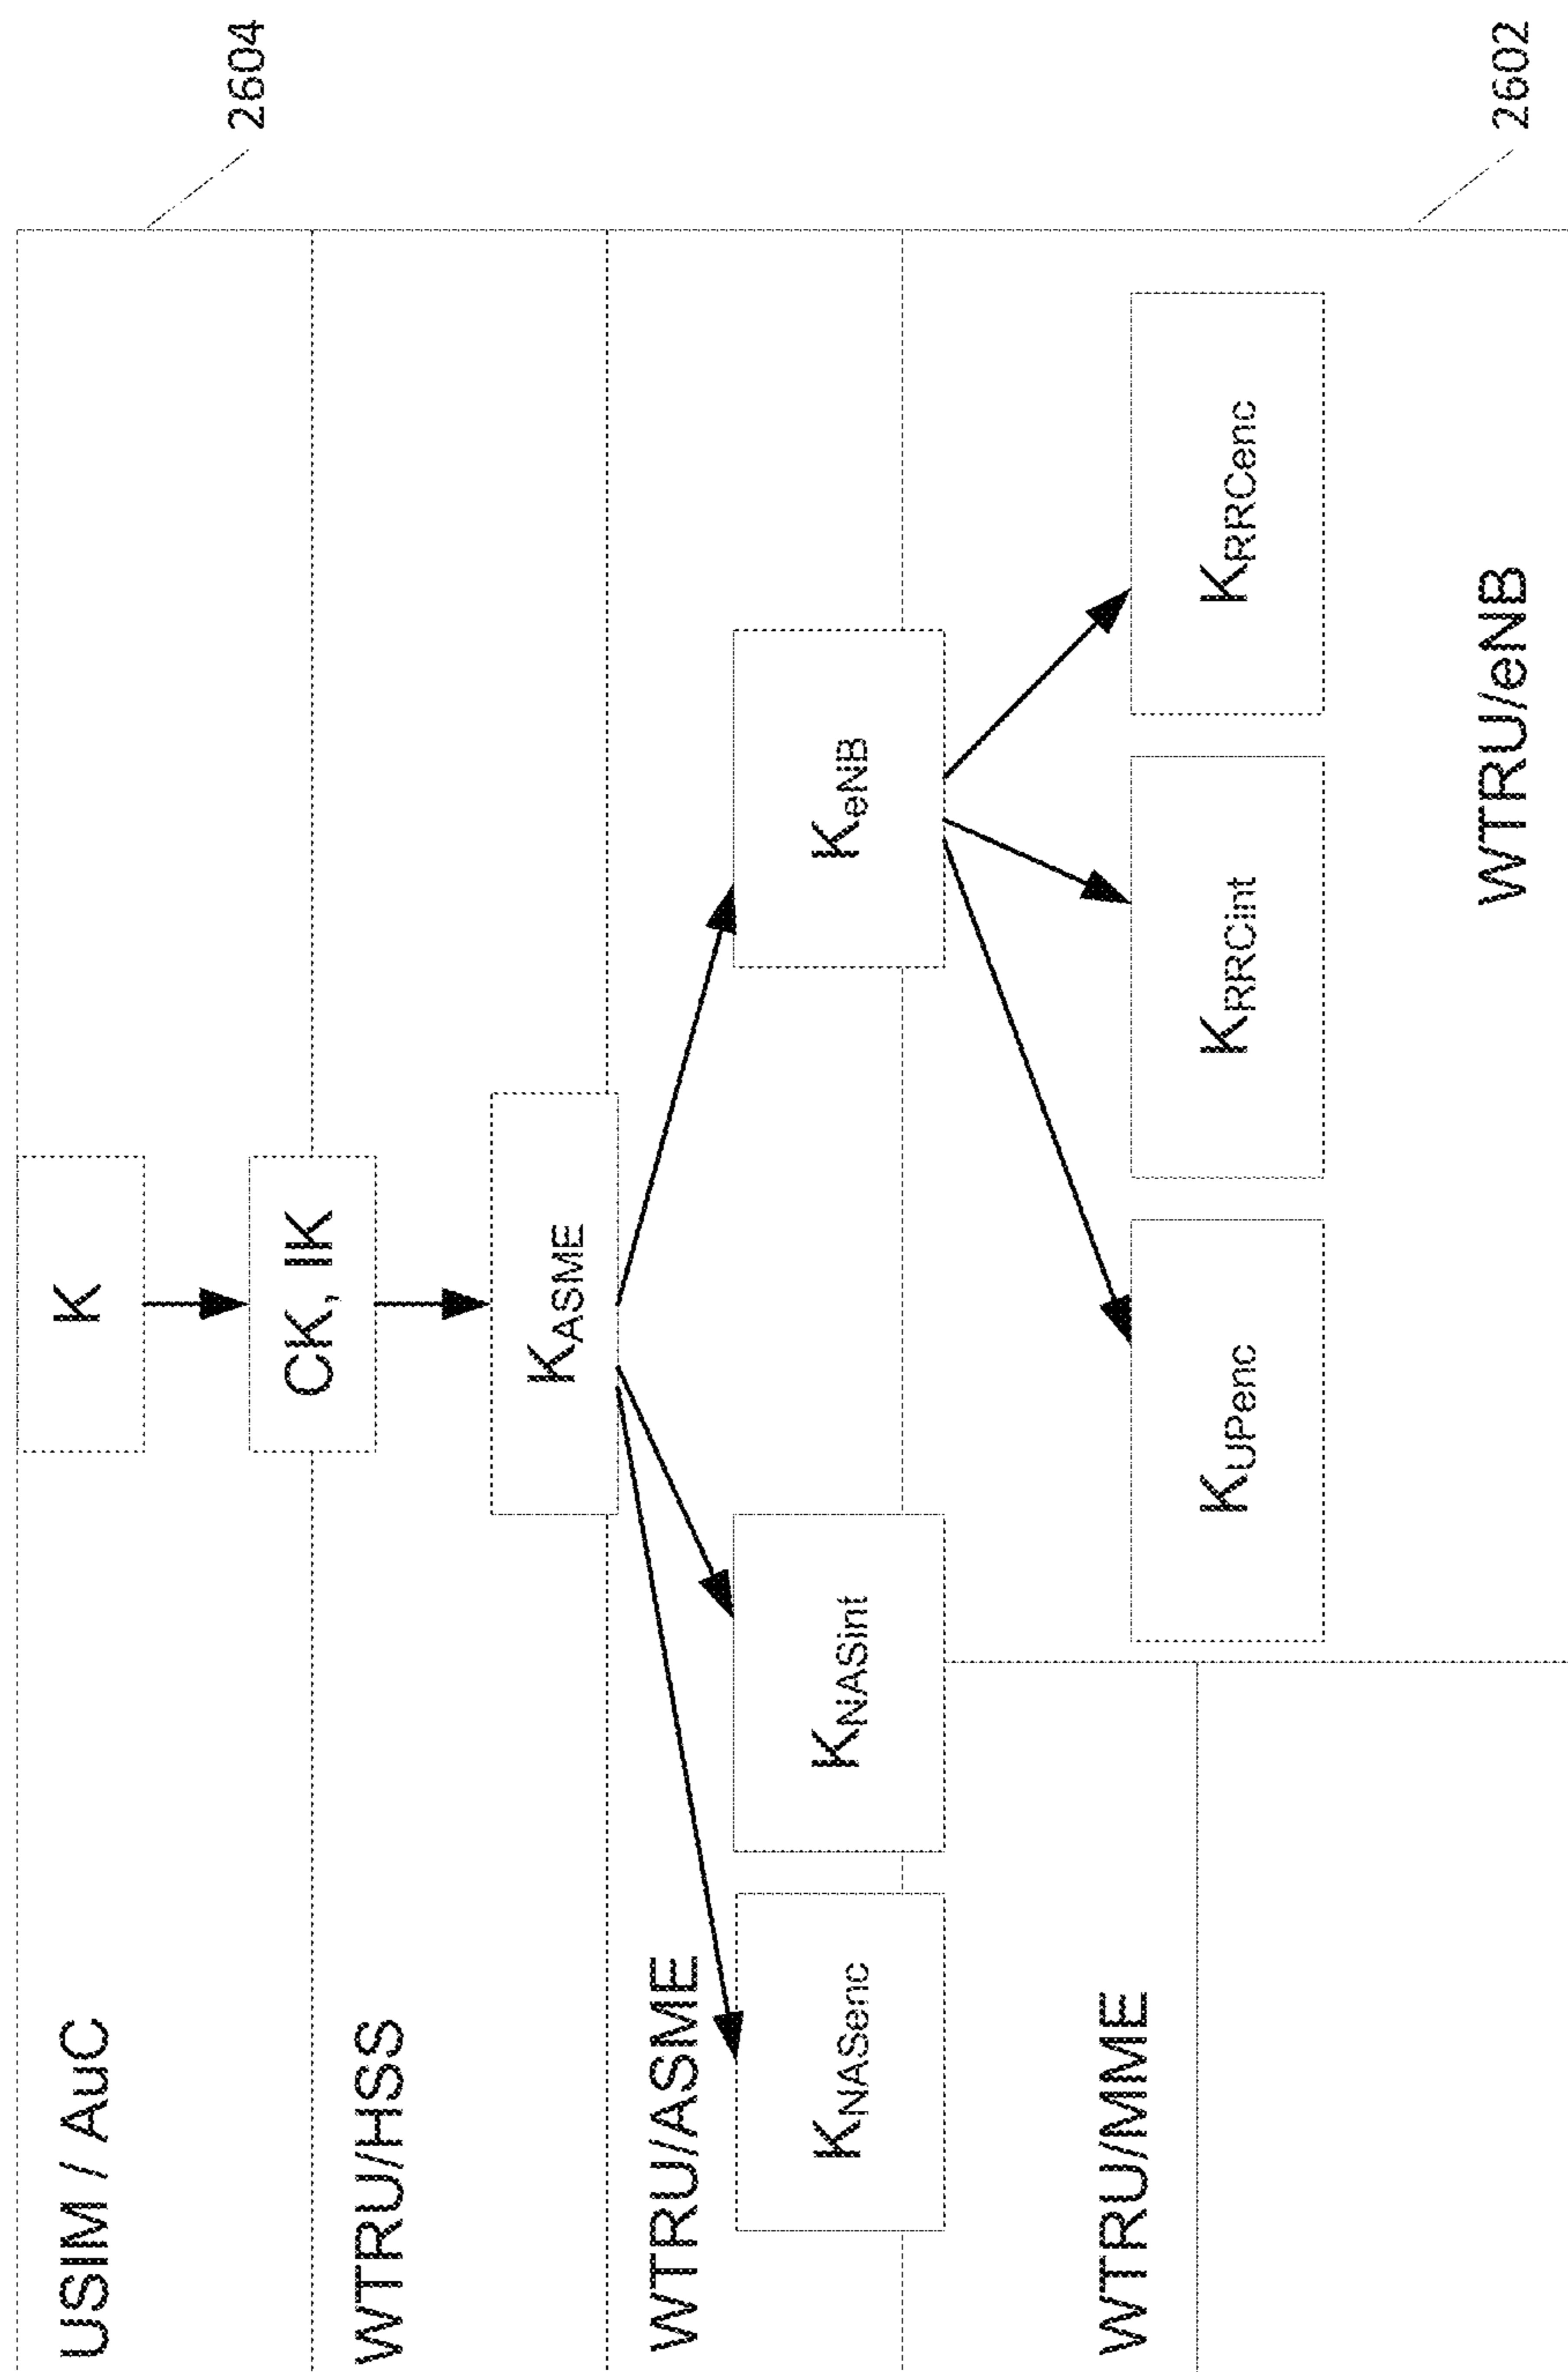 USIM / AuC
K
2604
WTRU/HSS
CK, IK
WTRU/ASME
KASME
KNASenc
KNASint
KeNB
WTRU/MME
KUPenc
KRRCint
KRRCenc
WTRU/eNB
2602